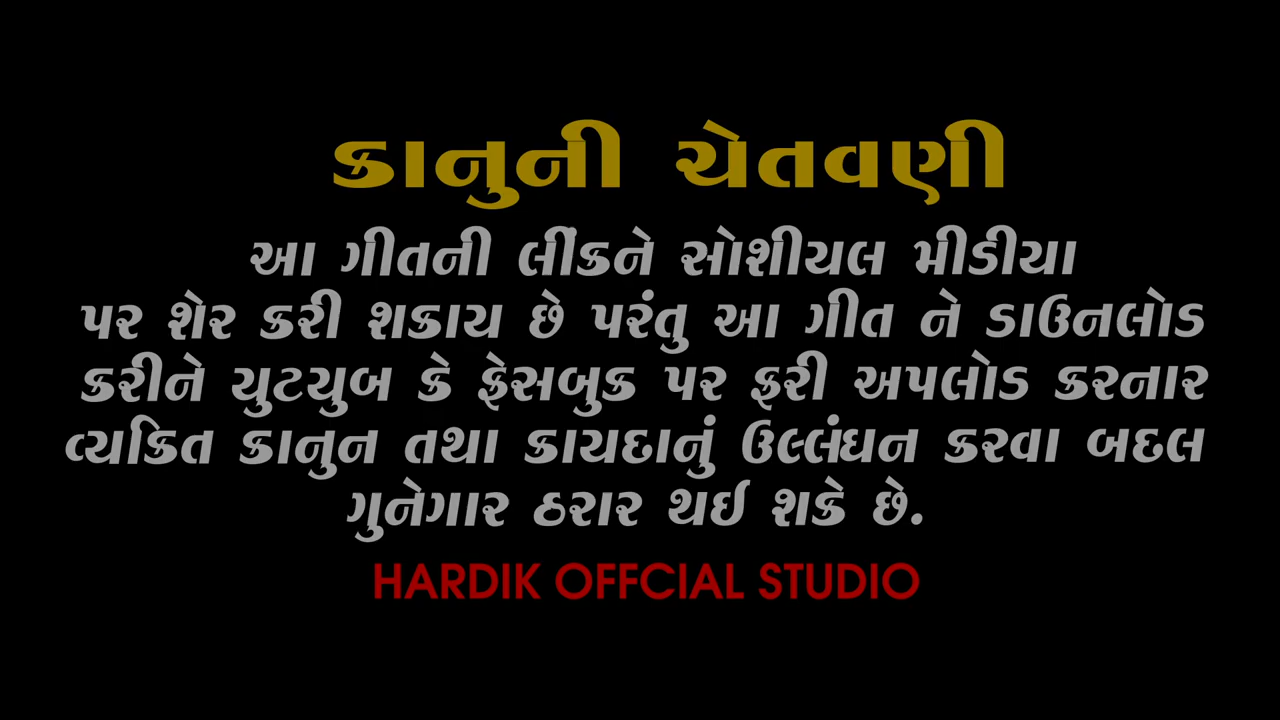 કાનુની ચેતવણી
આ ગીતની લીંકને સોશીયલ મીડીયા
પર શેર કરી શકાય છે પરંતુ આ ગીત ને ડાઉનલોડ
કરીને યુટયુબ કે ફેસબુક પર ફરી અપલોડ કરનાર
વ્યકિત કાનુન તથા કાયદાનું ઉલ્લંઘન કરવા બદલ
ગુનેગાર ઠરાર થઈ શકે છે.
HARDIK OFFCIAL STUDIO